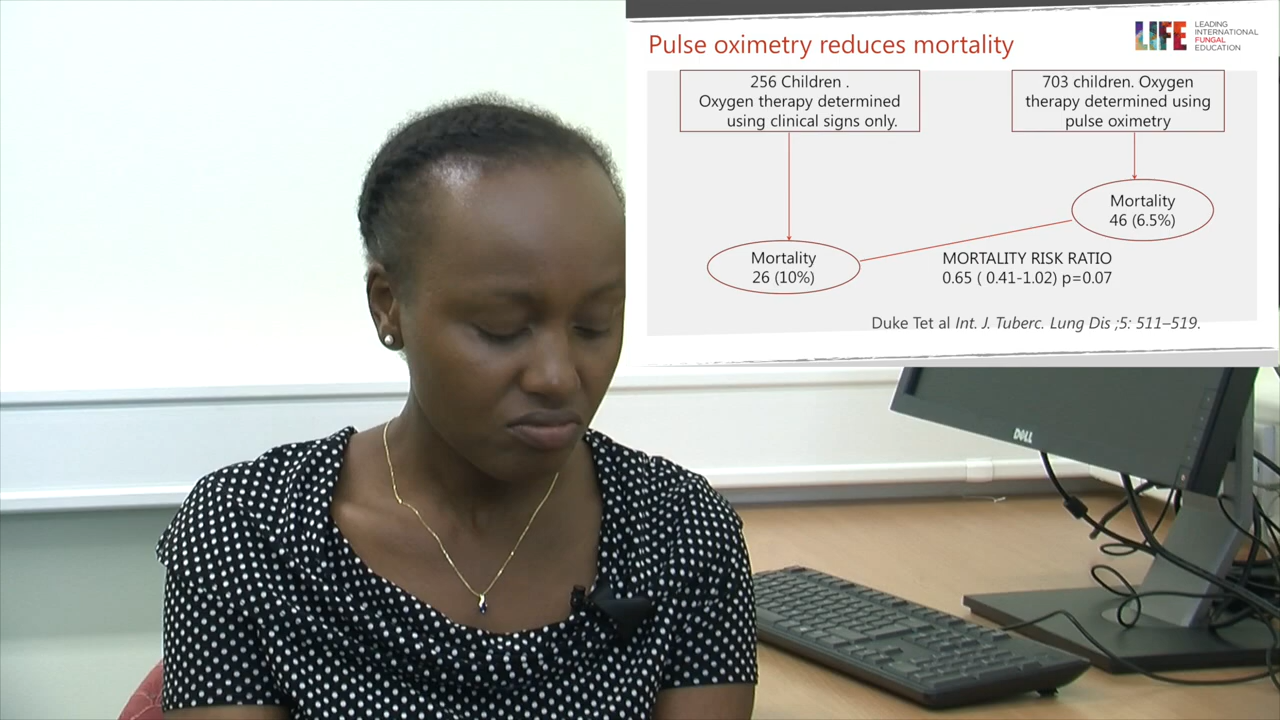 Pulse oximetry reduces mortality
LIFE
LEADING
INTERNATIONAL
FUNGAL
EDUCATION
256 Children .
Oxygen therapy determined
using clinical signs only.
703 children. Oxygen
therapy determined using
pulse oximetry
Mortality
46 (6.5%)
Mortality
26 (10%)
MORTALITY RISK RATIO
0.65 ( 0.41-1.02) p=0.07
Duke Tet al Int. J. Tuberc. Lung Dis ;5: 511–519.
DELL